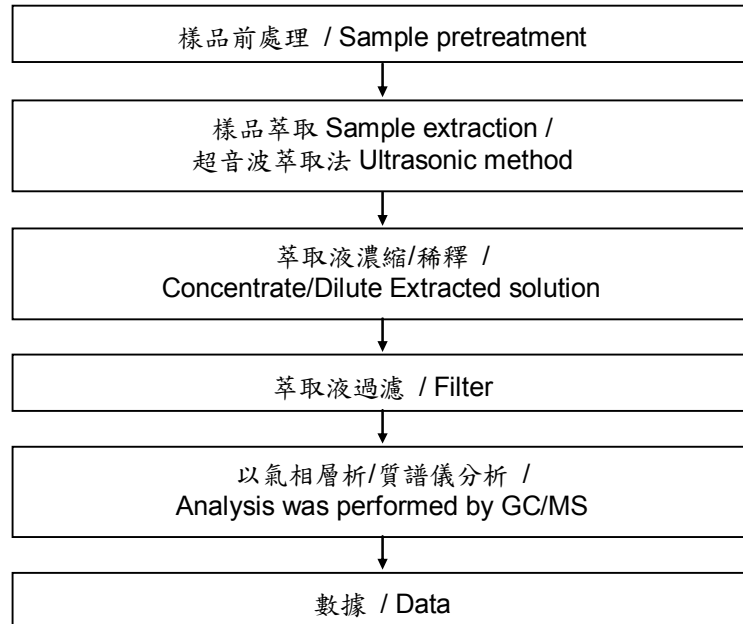 樣品前處理 / Sample pretreatment
樣品萃取 Sample extraction /
超音波萃取法 Ultrasonic method
萃取液濃縮/稀釋 /
Concentrate/Dilute Extracted solution
萃取液過濾 / Filter
以氣相層析/質譜儀分析 /
Analysis was performed by GC/MS
數據 / Data